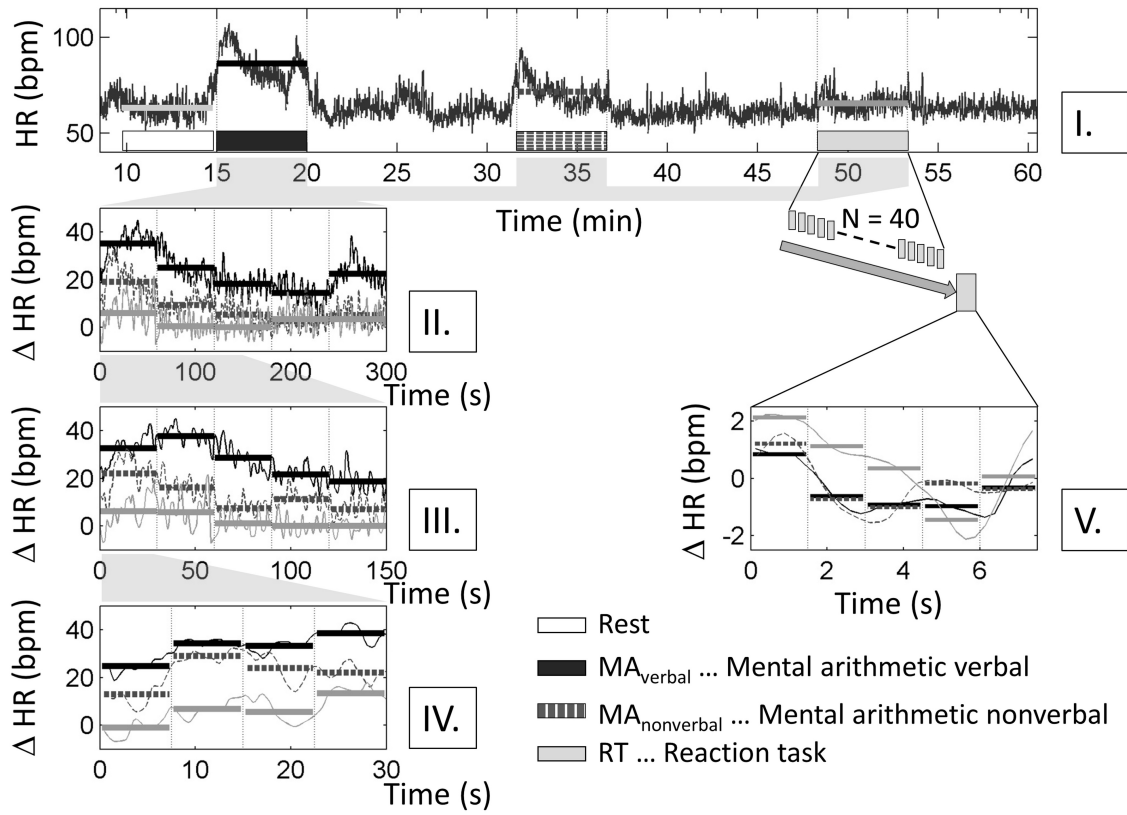 HR (bpm)
100
50
10 15 20 25 30 35 40 45 50 55 60
Time (min)
I.
N = 40
Δ HR (bpm)
40
20
0
0 100 200 300
Time (s)
II.
Δ HR (bpm)
40
20
0
0 50 100 150
Time (s)
III.
Δ HR (bpm)
40
20
0
0 10 20 30
Time (s)
IV.
Δ HR (bpm)
2
0
-2
0 2 4 6
Time (s)
V.
Rest
MAverbal ... Mental arithmetic verbal
MAnonverbal ... Mental arithmetic nonverbal
RT ... Reaction task